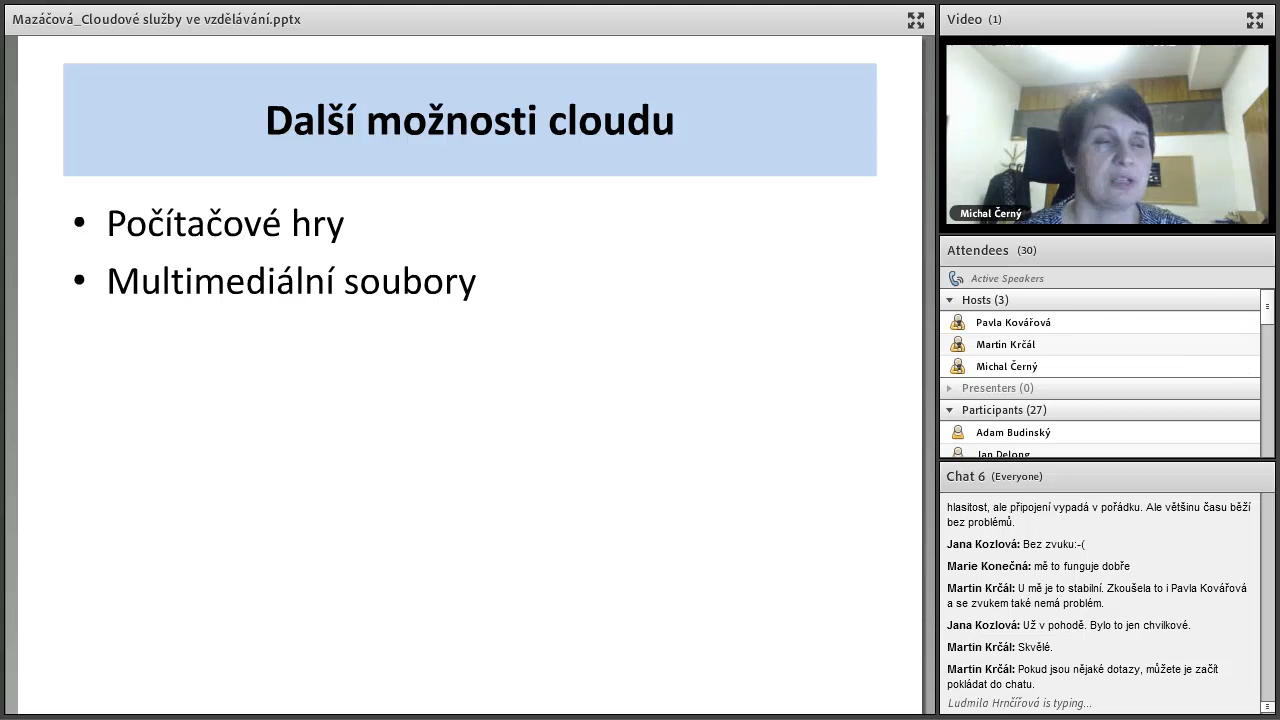 Mazáčová_Cloudové služby ve vzdělávání.pptx
Další možnosti cloudu
• Počítačové hry
• Multimediální soubory
Video (1)
Michal Černý
Attendees (30)
Active Speakers
Hosts (3)
Pavla Kovářová
Martin Krčál
Michal Černý
Presenters (0)
Participants (27)
Adam Budinský
Jan Delong
Chat 6 (Everyone)
hlasitost, ale připojení vypadá v pořádku. Ale většinu času běží
bez problémů.
Jana Kozlová: Bez zvuku:-(
Marie Konečná: mě to funguje dobře
Martin Krčál: U mě je to stabilní. Zkoušela to i Pavla Kovářová
a se zvukem také nemá problém.
Jana Kozlová: Už v pohodě. Bylo to jen chvilkové.
Martin Krčál: Skvělé.
Martin Krčál: Pokud jsou nějaké dotazy, můžete je začít
pokládat do chatu.
Ludmila Hrnčířová is typing...